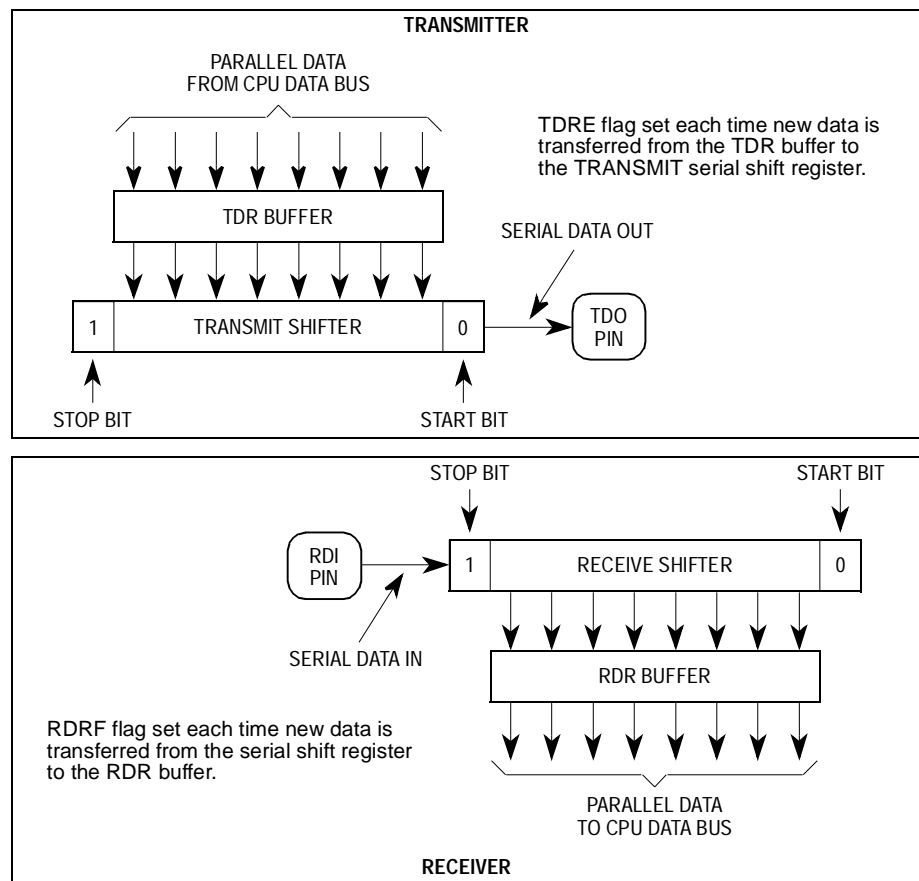 TRANSMITTER
PARALLEL DATA
FROM CPU DATA BUS
TDRE flag set each time new data is
transferred from the TDR buffer to
the TRANSMIT serial shift register.
TDR BUFFER
SERIAL DATA OUT
1
TRANSMIT SHIFTER
0
TDO
PIN
STOP BIT
START BIT
STOP BIT
START BIT
RDI
PIN
1
RECEIVE SHIFTER
0
SERIAL DATA IN
RDR BUFFER
RDRF flag set each time new data is
transferred from the serial shift register
to the RDR buffer.
PARALLEL DATA
TO CPU DATA BUS
RECEIVER